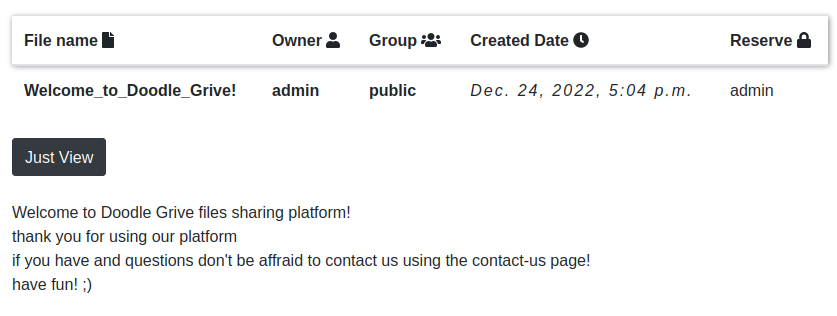 File name Owner Group Created Date Reserve
Welcome_to_Doodle_Grive! admin public Dec. 24, 2022, 5:04 p.m. admin
Just View
Welcome to Doodle Grive files sharing platform!
thank you for using our platform
if you have and questions don't be affraid to contact us using the contact-us page!
have fun! ;)